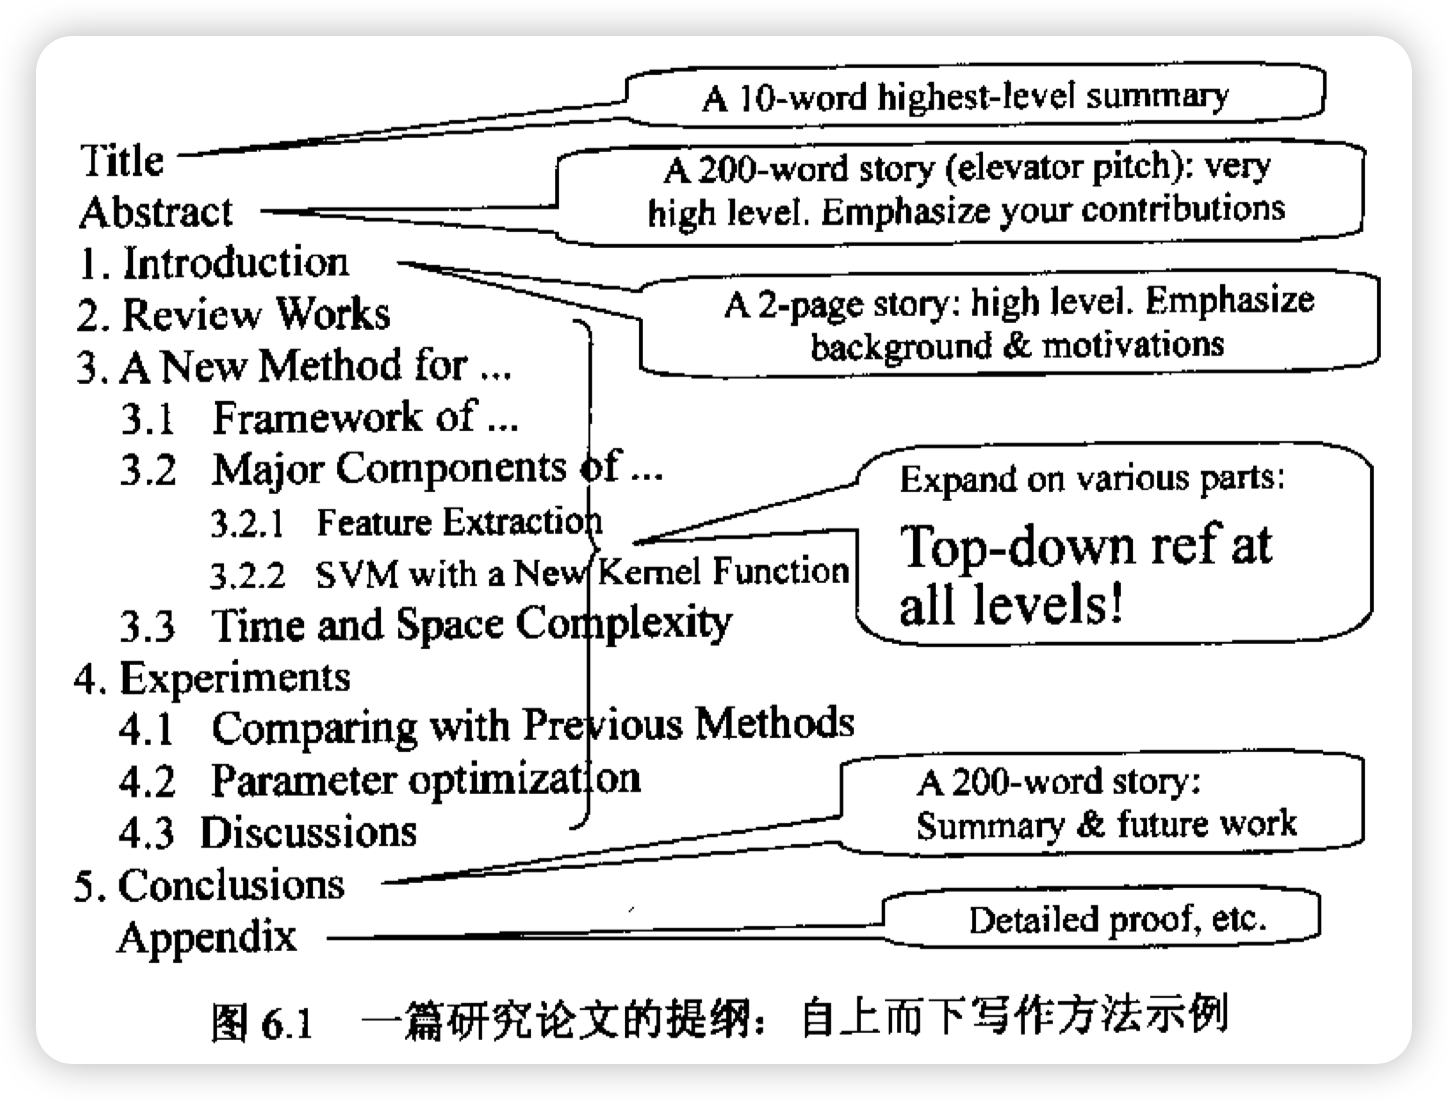 A 10-word highest-level summary
Title
A 200-word story (elevator pitch): very
high level. Emphasize your contributions
Abstract
1. Introduction
A 2-page story: high level. Emphasize
background & motivations
2. Review Works
3. A New Method for ...
3.1 Framework of ...
3.2 Major Components of ...
Expand on various parts:
Top-down ref at
all levels!
3.2.1 Feature Extraction
3.2.2 SVM with a New Kernel Function
3.3 Time and Space Complexity
4. Experiments
4.1 Comparing with Previous Methods
4.2 Parameter optimization
A 200-word story:
Summary & future work
4.3 Discussions
5. Conclusions
Appendix
Detailed proof, etc.
图 6.1 一篇研究论文的提纲：自上而下写作方法示例